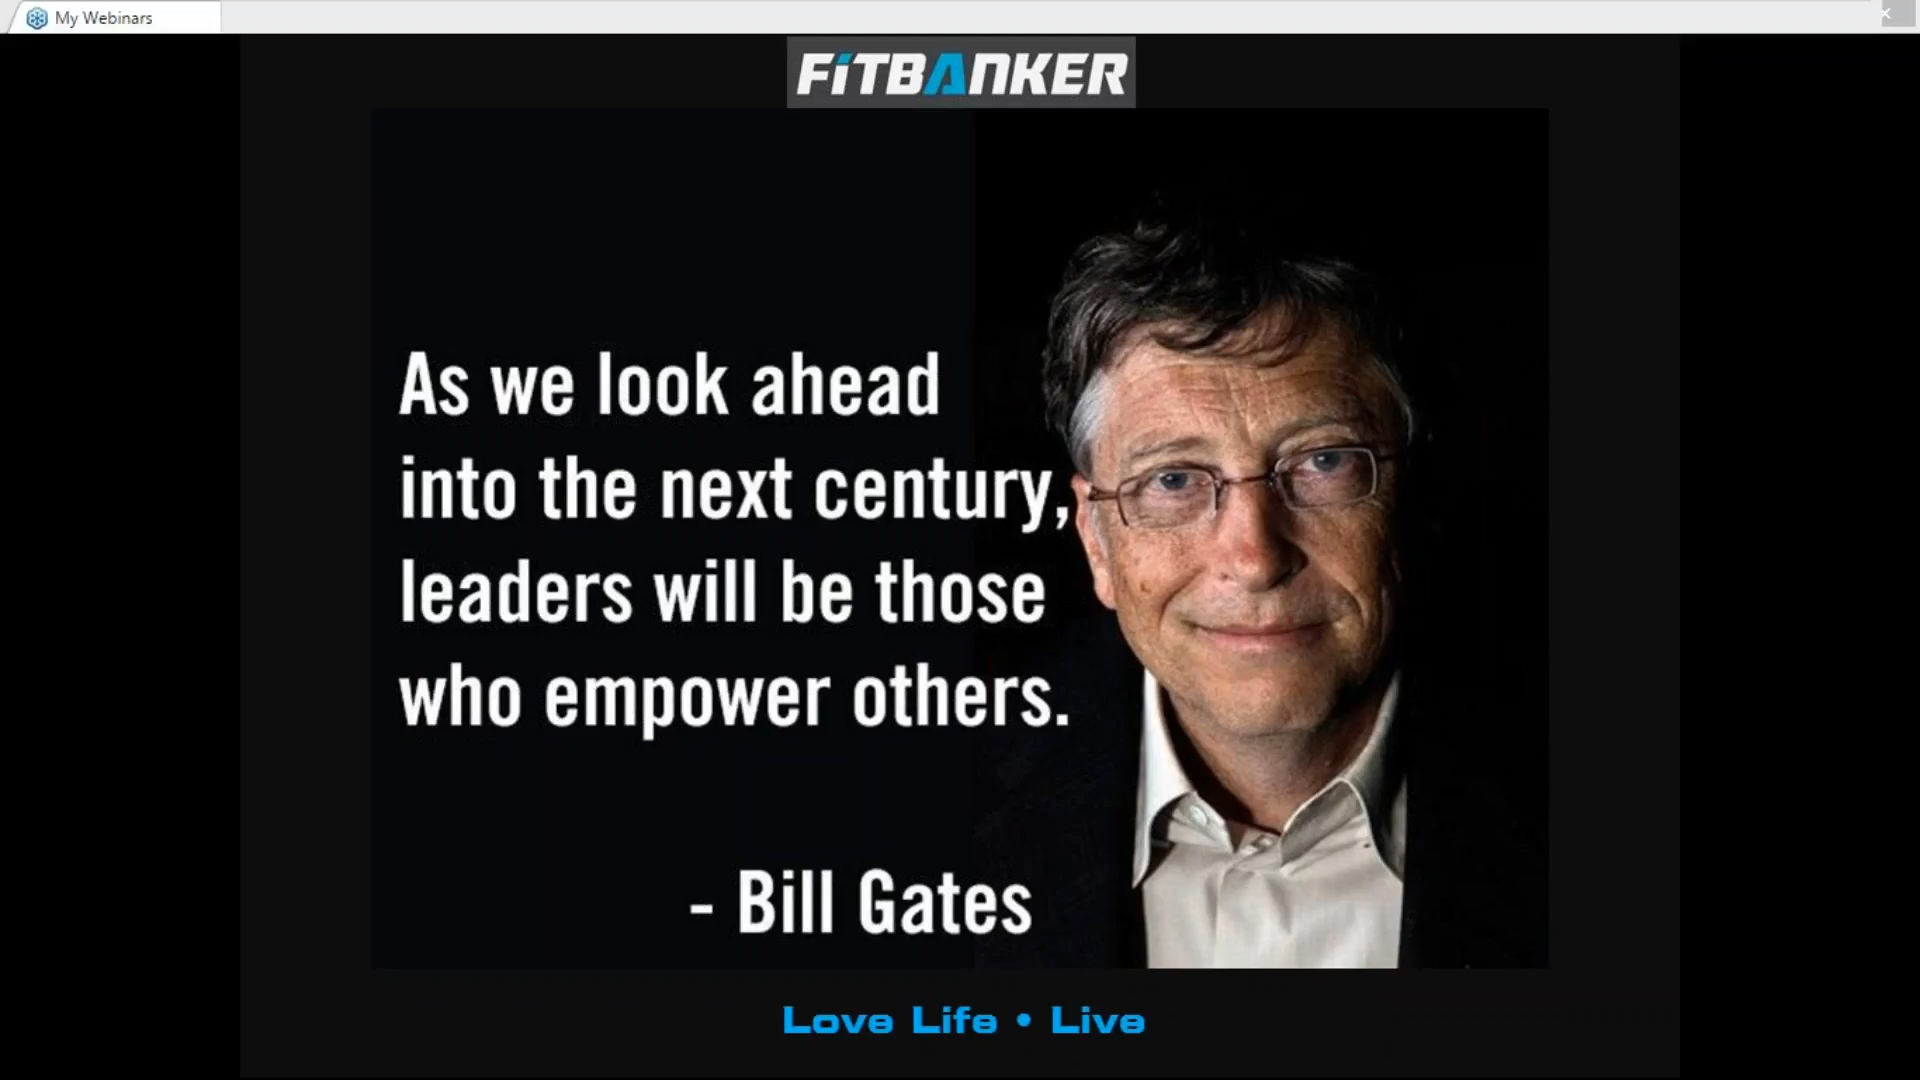 My Webinars
FiTBANKER
As we look ahead
into the next century,
leaders will be those
who empower others.
- Bill Gates
Love Life • Live